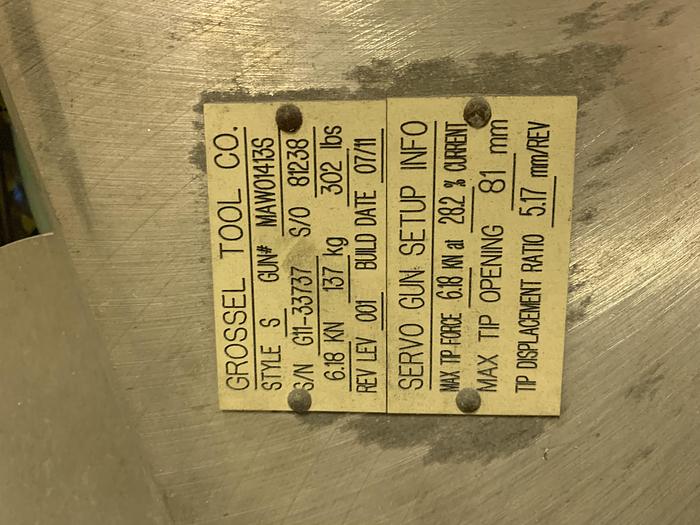 GROSSEL TOOL CO.
STYLE S GUN# MAW01413S
S/N G11-33737 S/O 81238
6.18 KN 137 kg 302 lbs
REV LEV 001 BUILD DATE 07/11
SERVO GUN SETUP INFO
MAX TIP FORCE 6.18 KN at 28.2 % CURRENT
MAX TIP OPENING 81 mm
TIP DISPLACEMENT RATIO 5.17 mm/REV